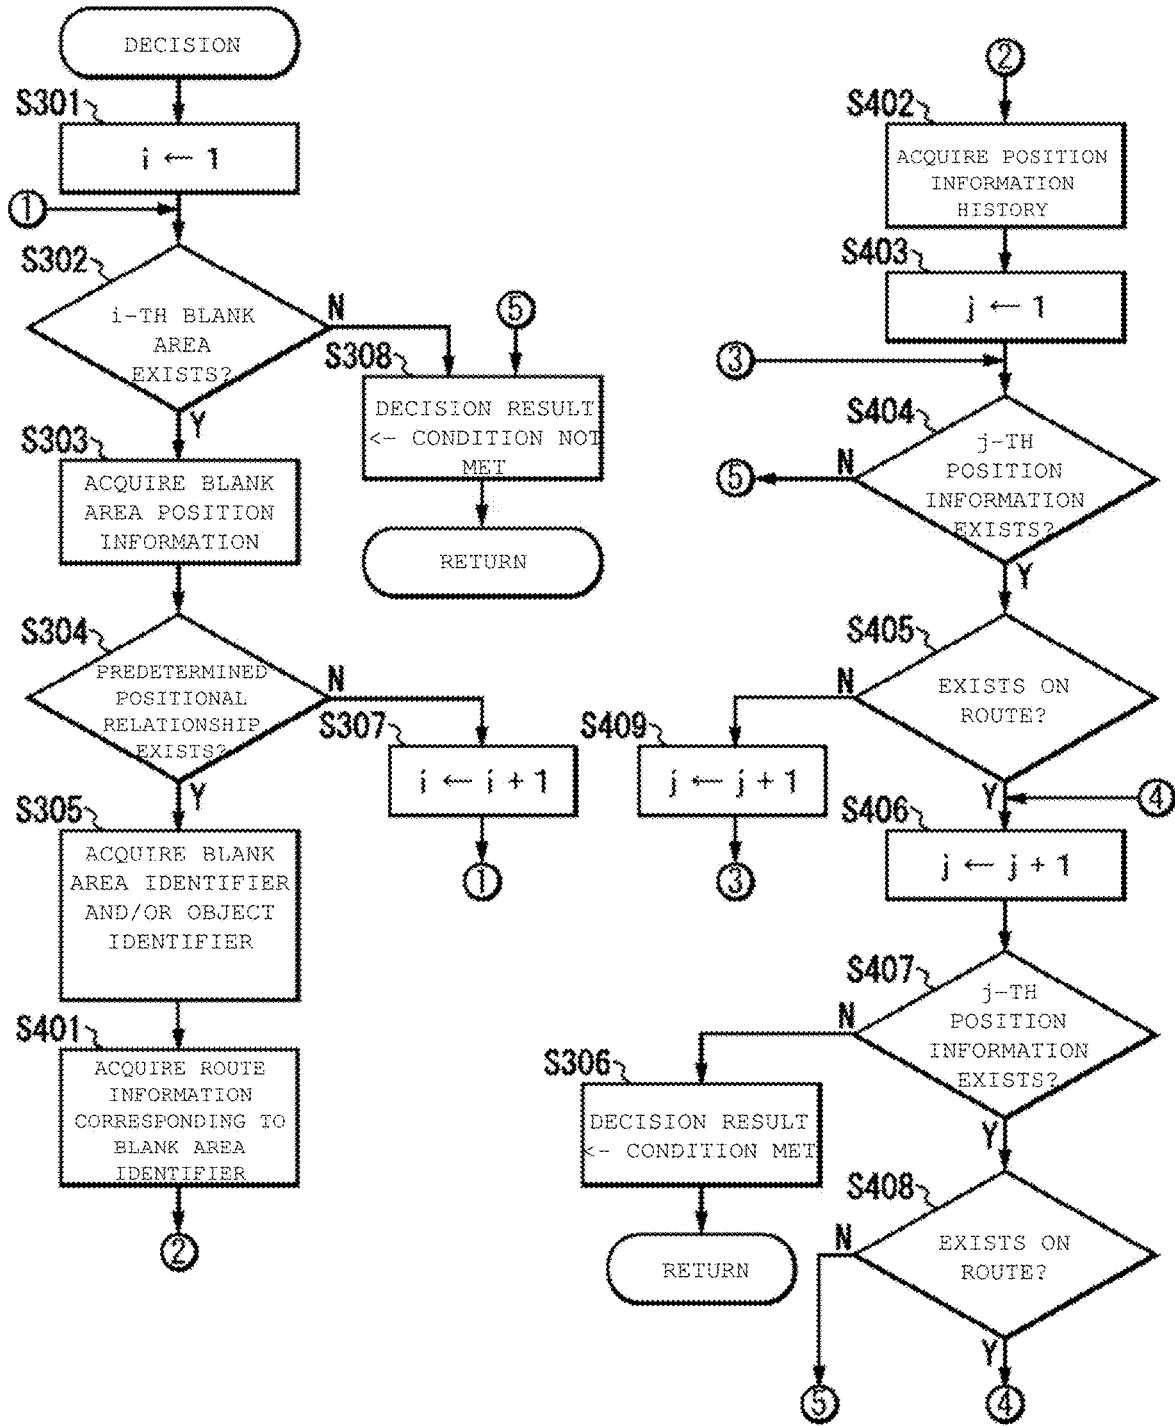 DECISION
S301
i ← 1
①
S302
i-TH BLANK
AREA
EXISTS?
N
Y
⑤
S308
DECISION RESULT
<- CONDITION NOT
MET
RETURN
S303
ACQUIRE BLANK
AREA POSITION
INFORMATION
S304
PREDETERMINED
POSITIONAL
RELATIONSHIP
EXISTS?
N
Y
S307
i ← i + 1
①
S305
ACQUIRE BLANK
AREA IDENTIFIER
AND/OR OBJECT
IDENTIFIER
S401
ACQUIRE ROUTE
INFORMATION
CORRESPONDING TO
BLANK AREA
IDENTIFIER
②
②
S402
ACQUIRE POSITION
INFORMATION
HISTORY
S403
j ← 1
③
S404
j-TH
POSITION
INFORMATION
EXISTS?
N
⑤
Y
S405
EXISTS ON
ROUTE?
N
S409
j ← j + 1
③
Y
④
S406
j ← j + 1
S407
j-TH
POSITION
INFORMATION
EXISTS?
N
S306
DECISION RESULT
<- CONDITION MET
RETURN
Y
S408
EXISTS ON
ROUTE?
N
⑤
Y
④